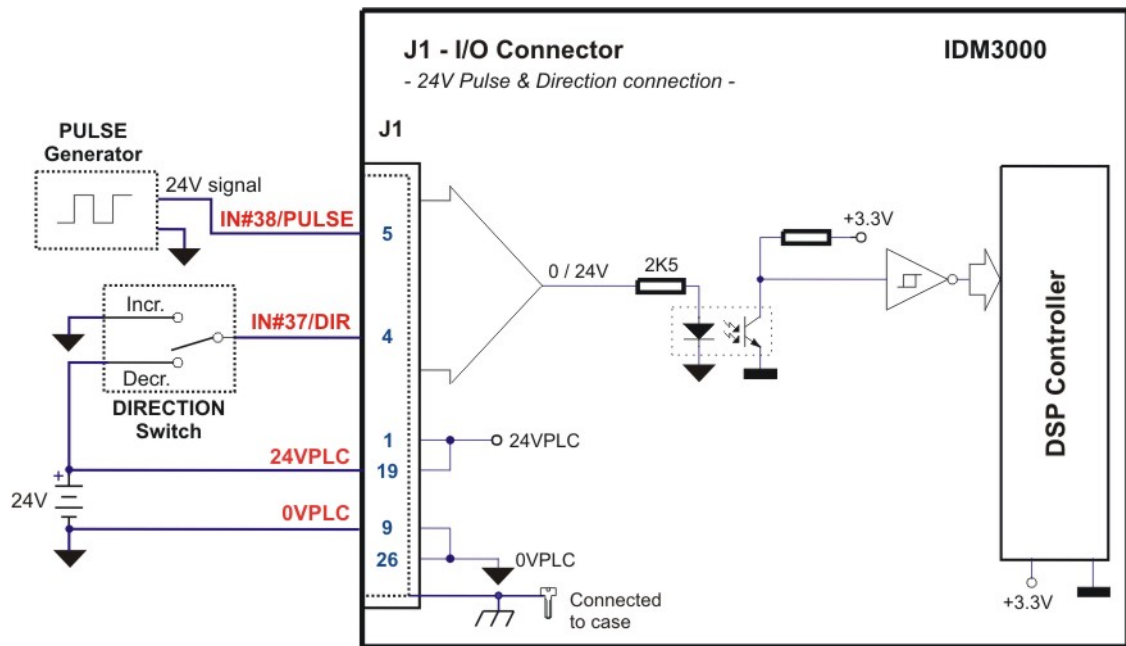 J1 - I/O Connector
IDM3000
- 24V Pulse & Direction connection -
J1
PULSE
Generator
24V signal
IN#38/PULSE
5
0 / 24V
2K5
+3.3V
DSP Controller
Incr.
IN#37/DIR
4
Decr.
DIRECTION
Switch
1
24VPLC
24VPLC
19
+
24V
0VPLC
9
26
0VPLC
Connected
to case
+3.3V